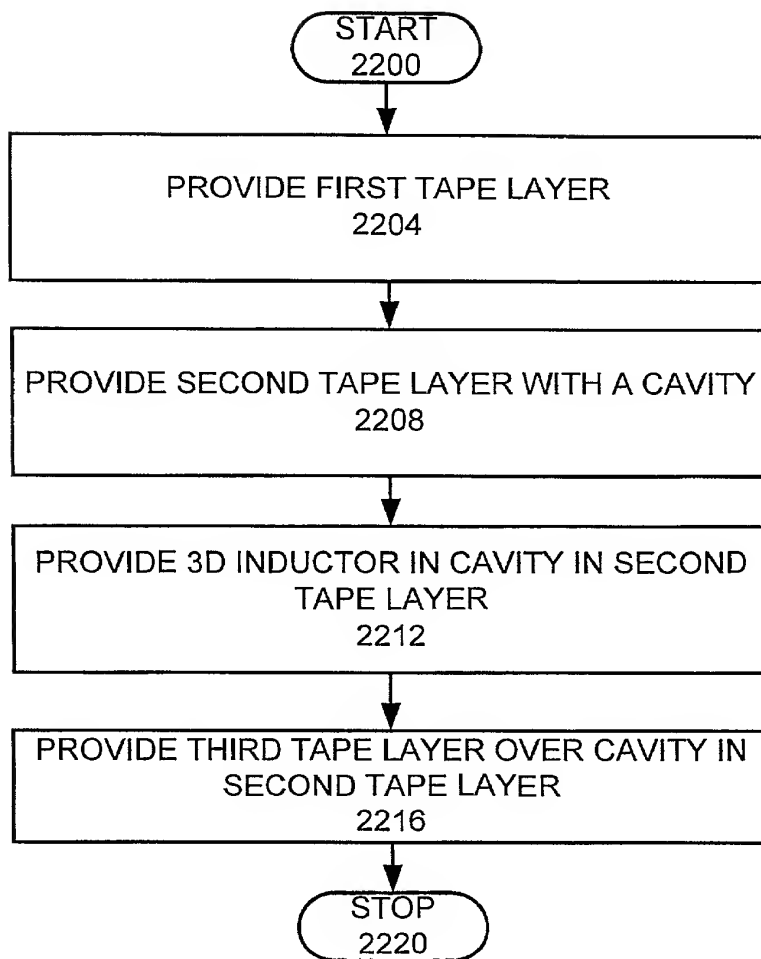 START
2200
PROVIDE FIRST TAPE LAYER
2204
PROVIDE SECOND TAPE LAYER WITH A CAVITY
2208
PROVIDE 3D INDUCTOR IN CAVITY IN SECOND
TAPE LAYER
2212
PROVIDE THIRD TAPE LAYER OVER CAVITY IN
SECOND TAPE LAYER
2216
STOP
2220